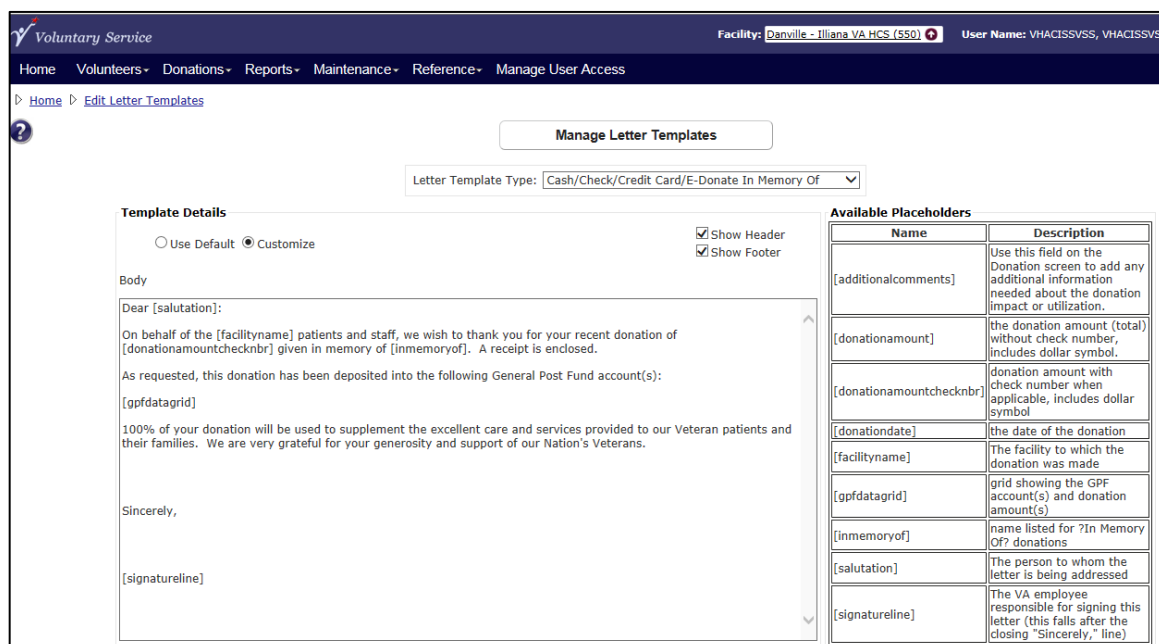 Voluntary Service
Facility: Danville - Illiana VA HCS (550) User Name: VHACISSVSS, VHACISSVS
Home Volunteers Donations Reports Maintenance Reference Manage User Access
Home Edit Letter Templates
?
Manage Letter Templates
Letter Template Type: Cash/Check/Credit Card/E-Donate In Memory Of
Template Details
Use Default Customize
Show Header
Show Footer
Body
Dear [salutation]:
On behalf of the [facilityname] patients and staff, we wish to thank you for your recent donation of
[donationamountchecknbr] given in memory of [inmemoryof]. A receipt is enclosed.
As requested, this donation has been deposited into the following General Post Fund account(s):
[gpfdatagrid]
100% of your donation will be used to supplement the excellent care and services provided to our Veteran patients and
their families. We are very grateful for your generosity and support of our Nation's Veterans.
Sincerely,
[signatureline]
Available Placeholders
Name Description
[additionalcomments]
Use this field on the
Donation screen to add any
additional information
needed about the donation
impact or utilization.
[donationamount]
the donation amount (total)
without check number,
includes dollar symbol.
[donationamountchecknbr]
donation amount with
check number when
applicable, includes dollar
symbol
[donationdate] the date of the donation
[facilityname]
The facility to which the
donation was made
[gpfdatagrid]
grid showing the GPF
account(s) and donation
amount(s)
[inmemoryof]
name listed for ?In Memory
Of? donations
[salutation]
The person to whom the
letter is being addressed
[signatureline]
The VA employee
responsible for signing this
letter (this falls after the
closing "Sincerely," line)